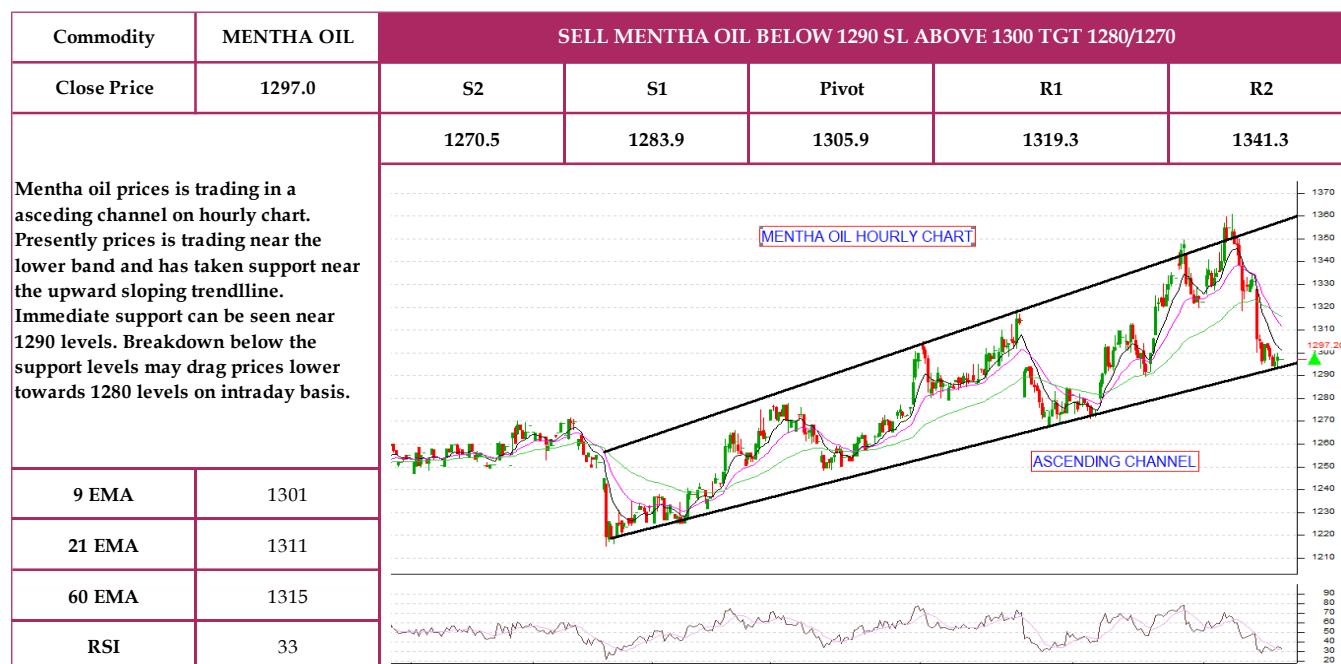 Commodity MENTHA OIL SELL MENTHA OIL BELOW 1290 SL ABOVE 1300 TGT 1280/1270
Close Price 1297.0 S2 S1 Pivot R1 R2
1270.5 1283.9 1305.9 1319.3 1341.3
Mentha oil prices is trading in a
asceding channel on hourly chart.
Presently prices is trading near the
lower band and has taken support near
the upward sloping trendlline.
Immediate support can be seen near
1290 levels. Breakdown below the
support levels may drag prices lower
towards 1280 levels on intraday basis.
9 EMA 1301
21 EMA 1311
60 EMA 1315
RSI 33
MENTHA OIL HOURLY CHART
ASCENDING CHANNEL
1370
1360
1350
1340
1330
1320
1310
1297.20
1300
1290
1280
1270
1260
1250
1240
1230
1220
1210
90
80
70
60
50
40
30
20